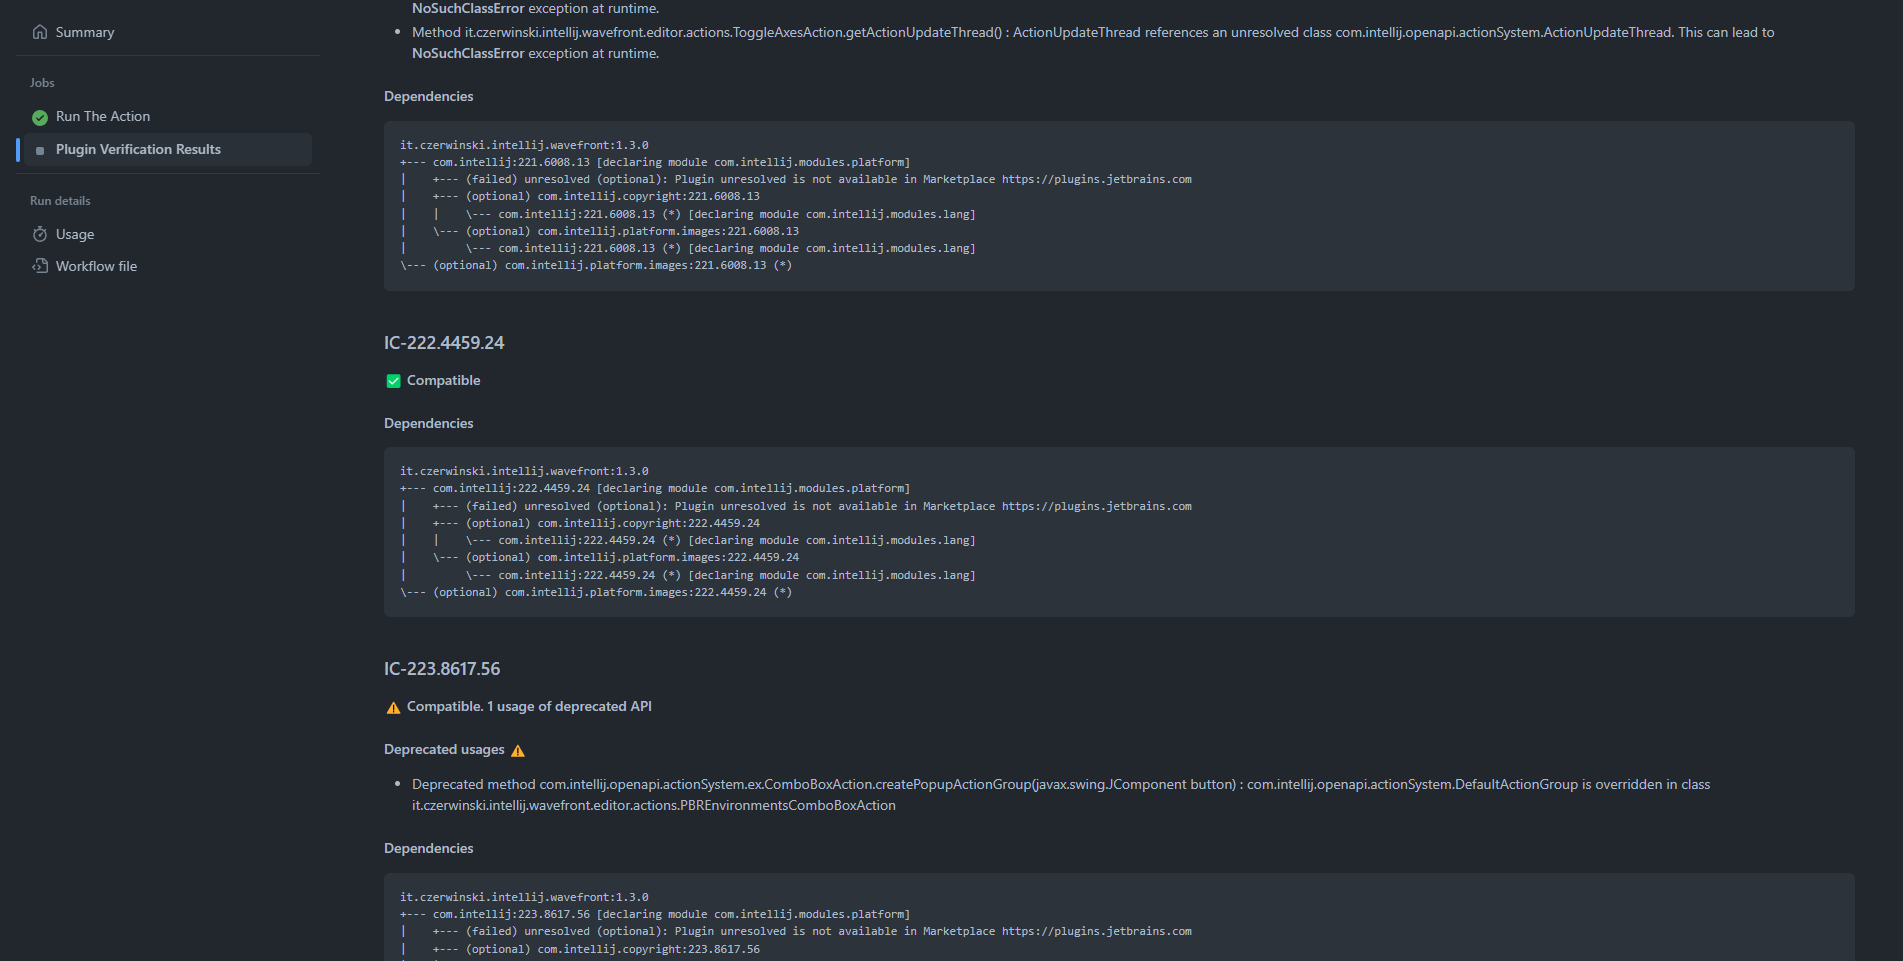 Summary
Jobs
Run The Action
Plugin Verification Results
Run details
Usage
Workflow file
NoSuchClassError exception at runtime.
• Method it.czerwinski.intellij.wavefront.editor.actions.ToggleAxesAction.getActionUpdateThread() : ActionUpdateThread references an unresolved class com.intellij.openapi.actionSystem.ActionUpdateThread. This can lead to
NoSuchClassError exception at runtime.
Dependencies
it.czerwinski.intellij.wavefront:1.3.0
+--- com.intellij:221.6008.13 [declaring module com.intellij.modules.platform]
|    +--- (failed) unresolved (optional): Plugin unresolved is not available in Marketplace https://plugins.jetbrains.com
|    +--- (optional) com.intellij.copyright:221.6008.13
|    |    \--- com.intellij:221.6008.13 (*) [declaring module com.intellij.modules.lang]
|    \--- (optional) com.intellij.platform.images:221.6008.13
|         \--- com.intellij:221.6008.13 (*) [declaring module com.intellij.modules.lang]
\--- (optional) com.intellij.platform.images:221.6008.13 (*)
IC-222.4459.24
Compatible
Dependencies
it.czerwinski.intellij.wavefront:1.3.0
+--- com.intellij:222.4459.24 [declaring module com.intellij.modules.platform]
|    +--- (failed) unresolved (optional): Plugin unresolved is not available in Marketplace https://plugins.jetbrains.com
|    +--- (optional) com.intellij.copyright:222.4459.24
|    |    \--- com.intellij:222.4459.24 (*) [declaring module com.intellij.modules.lang]
|    \--- (optional) com.intellij.platform.images:222.4459.24
|         \--- com.intellij:222.4459.24 (*) [declaring module com.intellij.modules.lang]
\--- (optional) com.intellij.platform.images:222.4459.24 (*)
IC-223.8617.56
Compatible. 1 usage of deprecated API
Deprecated usages
• Deprecated method com.intellij.openapi.actionSystem.ex.ComboBoxAction.createPopupActionGroup(javax.swing.JComponent button) : com.intellij.openapi.actionSystem.DefaultActionGroup is overridden in class
it.czerwinski.intellij.wavefront.editor.actions.PBREnvironmentsComboBoxAction
Dependencies
it.czerwinski.intellij.wavefront:1.3.0
+--- com.intellij:223.8617.56 [declaring module com.intellij.modules.platform]
|    +--- (failed) unresolved (optional): Plugin unresolved is not available in Marketplace https://plugins.jetbrains.com
|    +--- (optional) com.intellij.copyright:223.8617.56